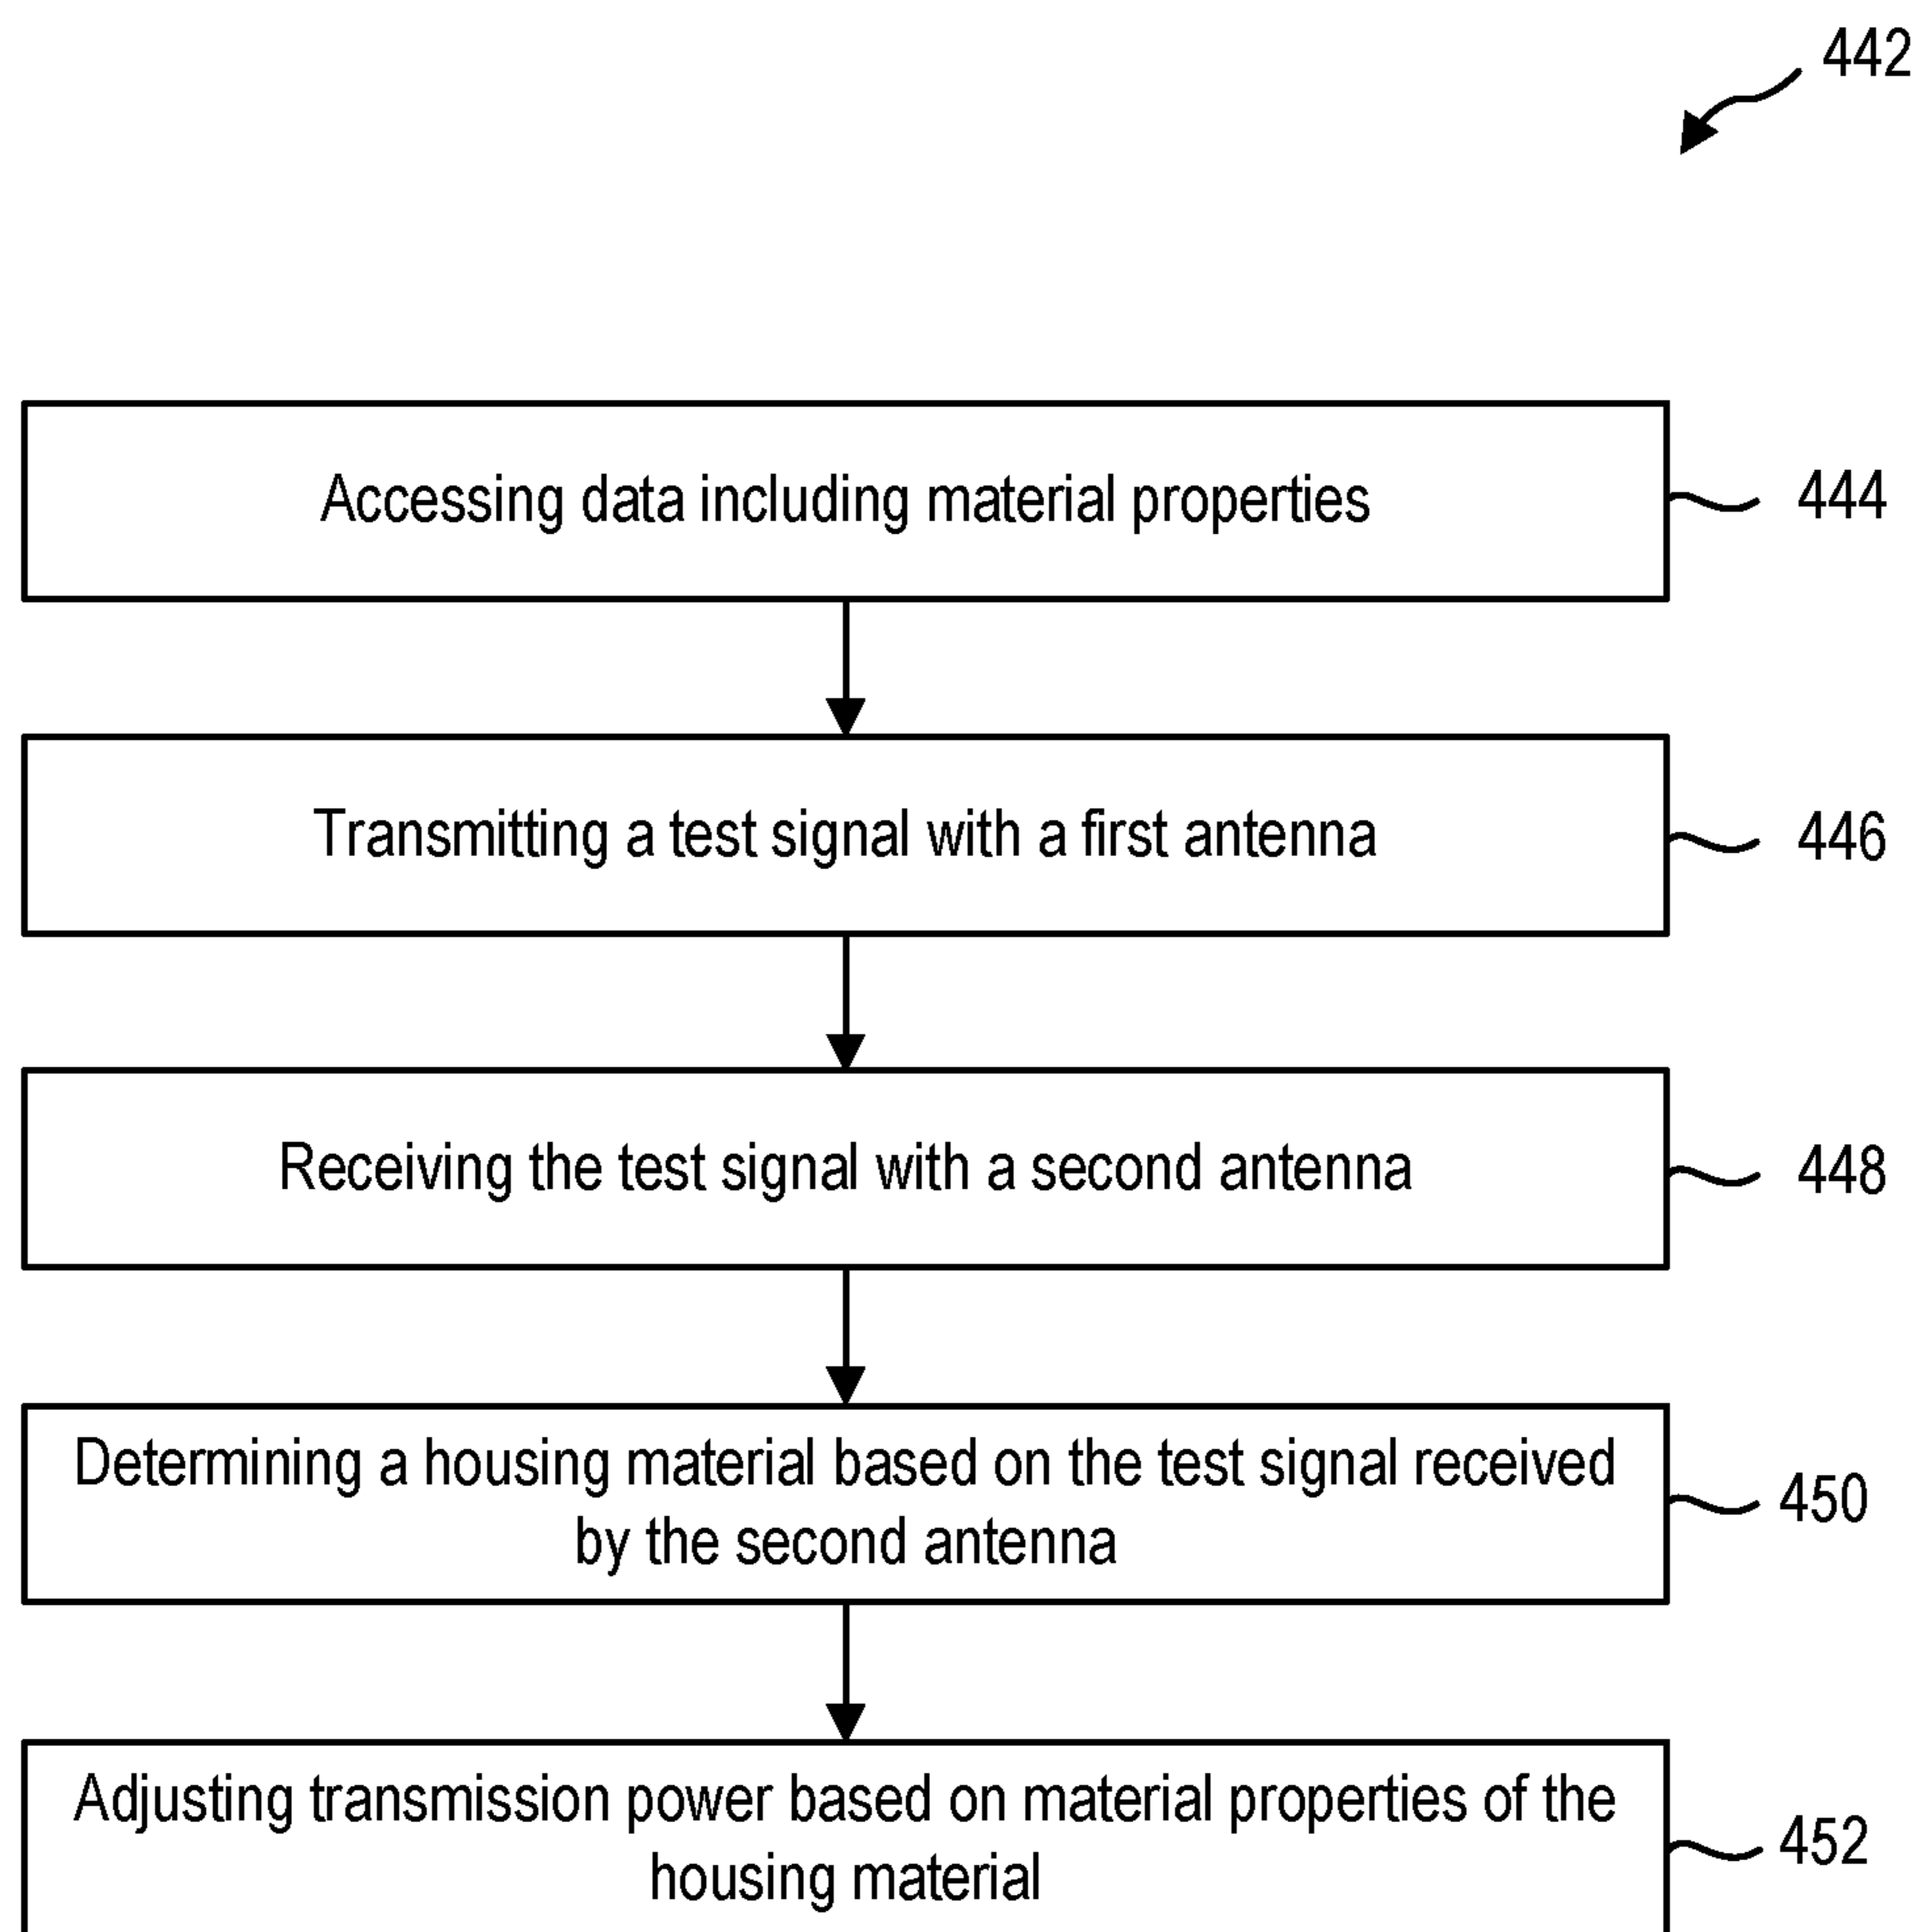 442
Accessing data including material properties
444
Transmitting a test signal with a first antenna
446
Receiving the test signal with a second antenna
448
Determining a housing material based on the test signal received
by the second antenna
450
Adjusting transmission power based on material properties of the
housing material
452